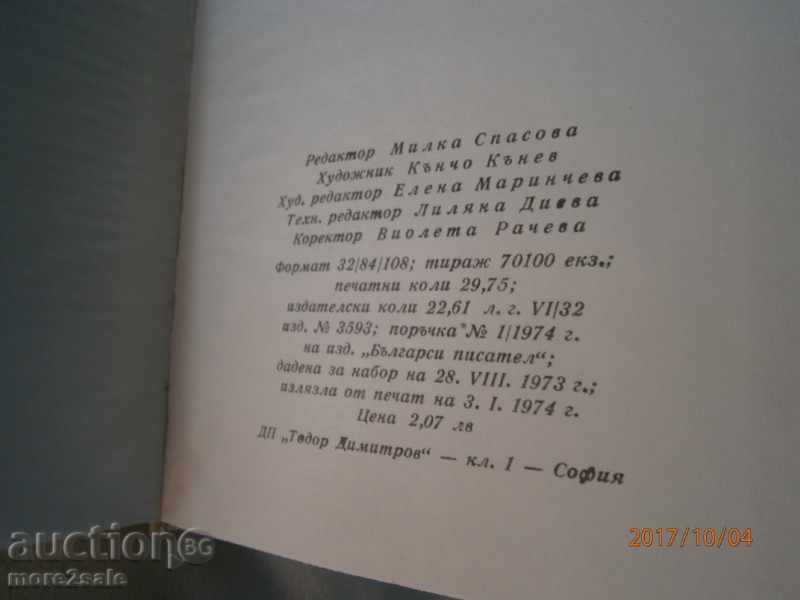 Редактор Милка Спасова
Художник Кънчо Кънев
Худ. редактор Елена Маринчева
Техн. редактор Лиляна Диева
Коректор Виолета Рачева
Формат 32/84/108; тираж 70100 екз.;
печатни коли 29,75;
издателски коли 22,61 л. г. VI/32
изд. № 3593; поръчка № 1/1974 г.
на изд. „Български писател“;
дадена за набор на 28. VIII. 1973 г.;
излязла от печат на 3. I. 1974 г.
Цена 2,07 лв
ДП „Тодор Димитров“ — кл. 1 — София
2017/10/04
auctionBG
more2sale